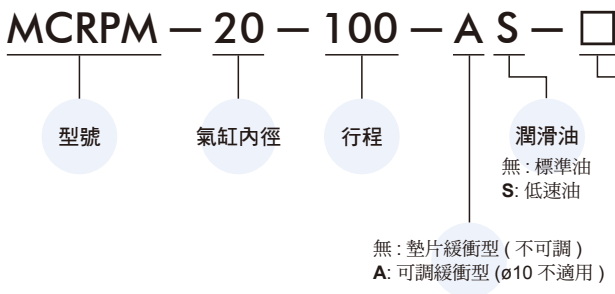 MCRPM — 20 — 100 — A S — □
型號 氣缸內徑 行程 潤滑油
無 : 標準油
S: 低速油
無 : 墊片緩衝型 ( 不可調 )
A: 可調緩衝型 (ø10 不適用 )